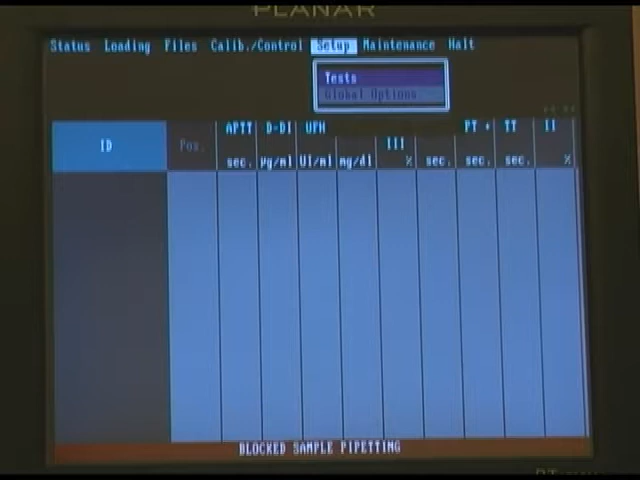 PLANAR
Status Loading Files Calib./Control Setup Maintenance Halt
Tests
Global Options
ID Pos. APTT D-DI UFH III PT + TT II
sec. µg/ml UI/ml mg/dl % sec. sec. sec. %
BLOCKED SAMPLE PIPETTING